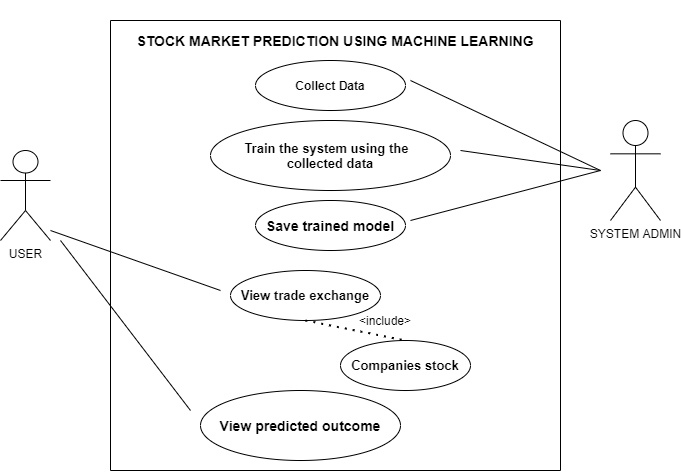 STOCK MARKET PREDICTION USING MACHINE LEARNING
Collect Data
Train the system using the
collected data
Save trained model
SYSTEM ADMIN
USER
View trade exchange
<include>
Companies stock
View predicted outcome